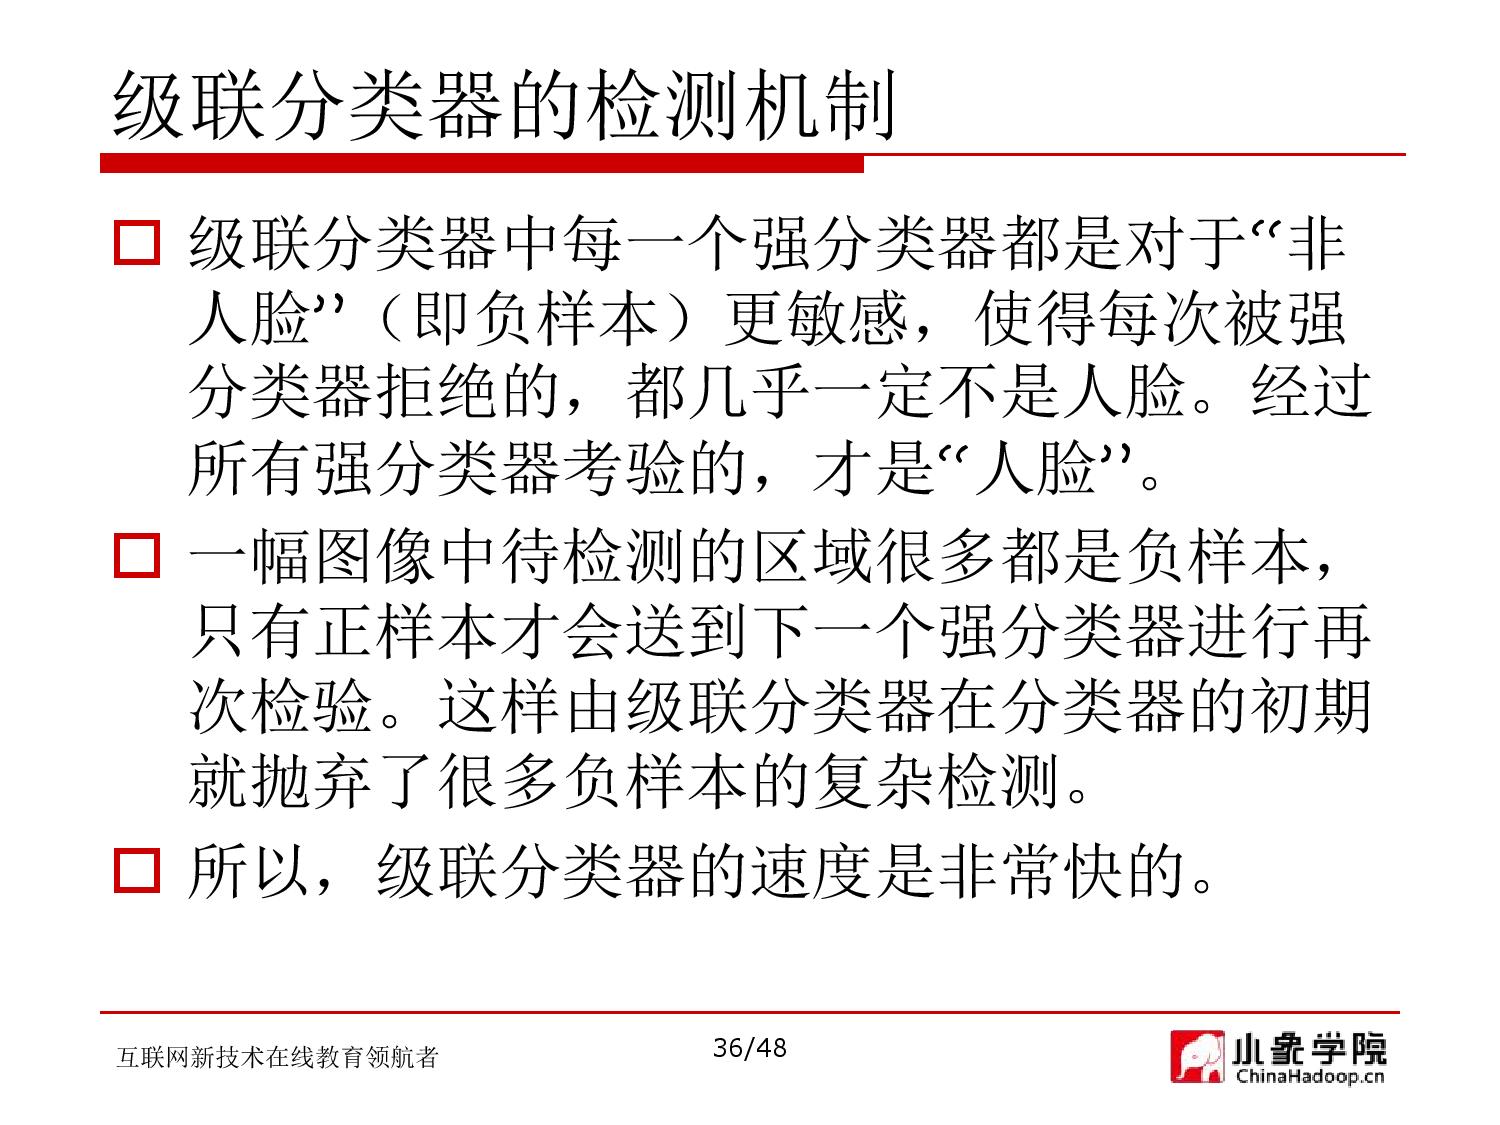 级联分类器的检测机制
级联分类器中每一个强分类器都是对于“非
人脸”（即负样本）更敏感，使得每次被强
分类器拒绝的，都几乎一定不是人脸。经过
所有强分类器考验的，才是“人脸”。
一幅图像中待检测的区域很多都是负样本，
只有正样本才会送到下一个强分类器进行再
次检验。这样由级联分类器在分类器的初期
就抛弃了很多负样本的复杂检测。
所以，级联分类器的速度是非常快的。
互联网新技术在线教育领航者
36/48
小象学院
ChinaHadoop.cn